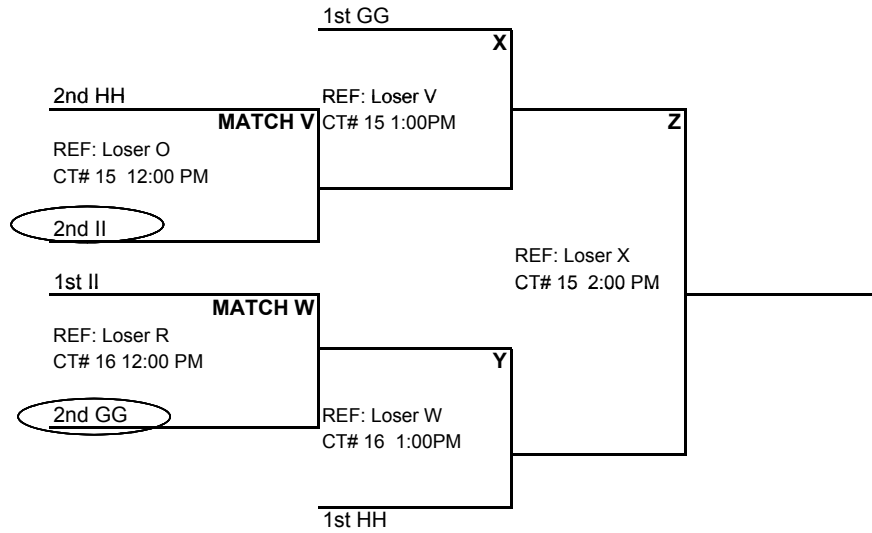 1st GG
X
2nd HH
REF: Loser V
MATCH V
CT# 15 1:00PM
Z
REF: Loser O
CT# 15 12:00 PM
2nd II
REF: Loser X
1st II
CT# 15 2:00 PM
MATCH W
REF: Loser R
CT# 16 12:00 PM
Y
2nd GG
REF: Loser W
CT# 16 1:00PM
1st HH